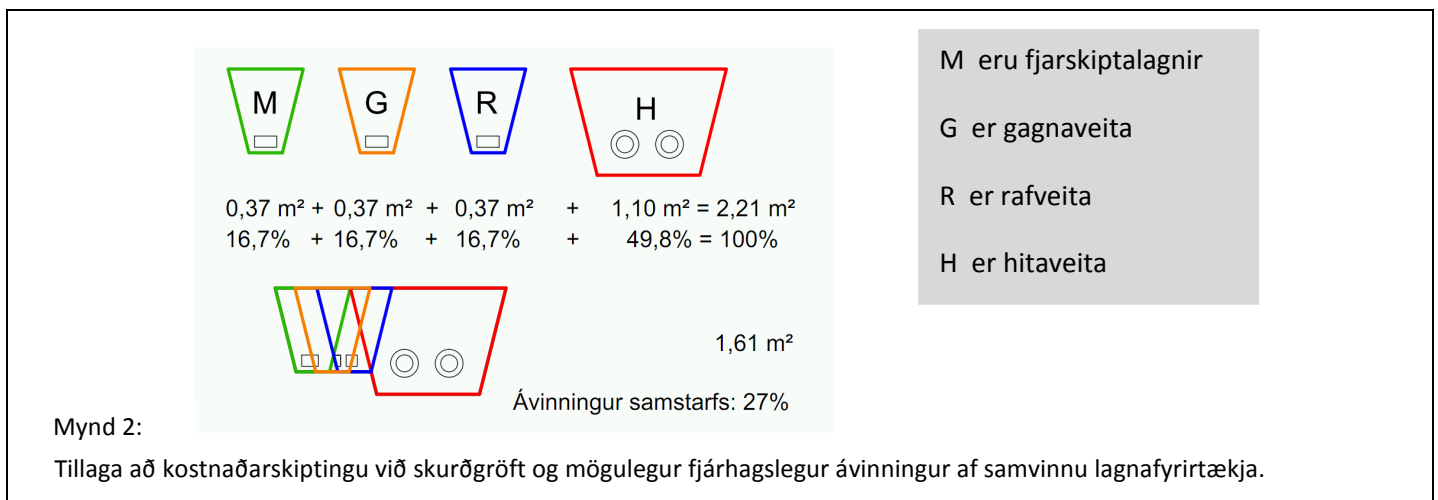 M G R H
0,37 m² + 0,37 m² + 0,37 m² + 1,10 m² = 2,21 m²
16,7% + 16,7% + 16,7% + 49,8% = 100%
1,61 m²
Ávinningur samstarfs: 27%
M eru fjarskiptalagnir
G er gagnaveita
R er rafveita
H er hitaveita
Mynd 2:
Tillaga að kostnaðarskiptingu við skurðgröft og mögulegur fjárhagslegur ávinningur af samvinnu lagnafyrirtækja.